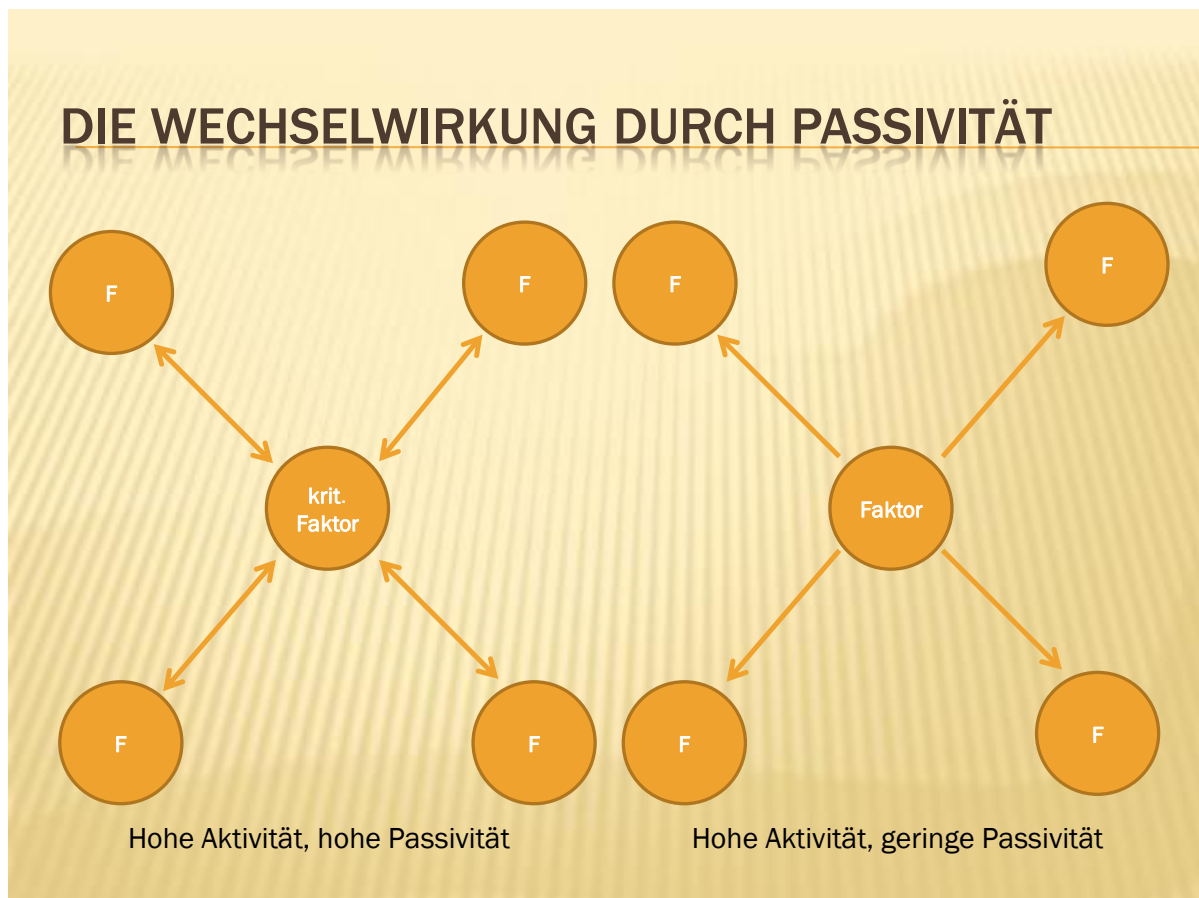 DIE WECHSELWIRKUNG DURCH PASSIVITÄT
F
F
krit.
Faktor
F
F
Hohe Aktivität, hohe Passivität
F
F
Faktor
F
F
Hohe Aktivität, geringe Passivität